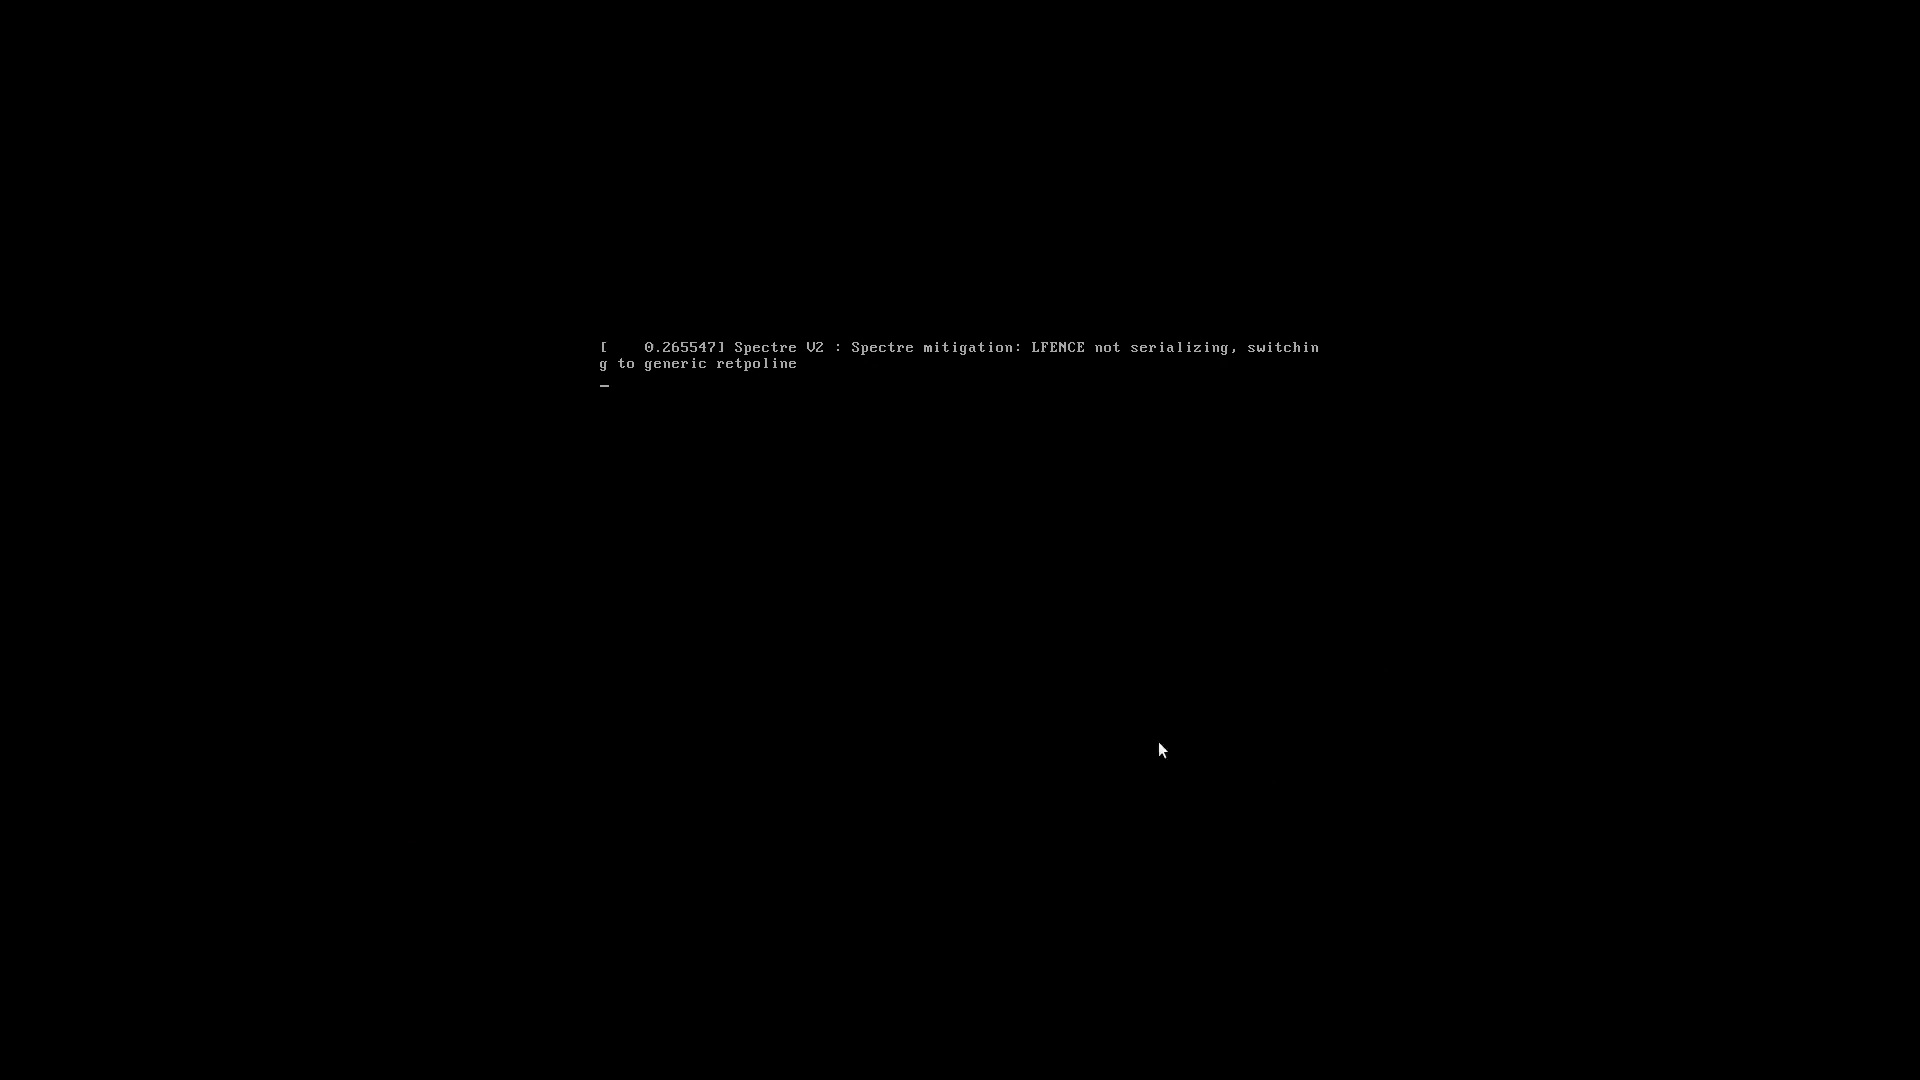 [    0.265547] Spectre V2 : Spectre mitigation: LFENCE not serializing, switchin
g to generic retpoline
_